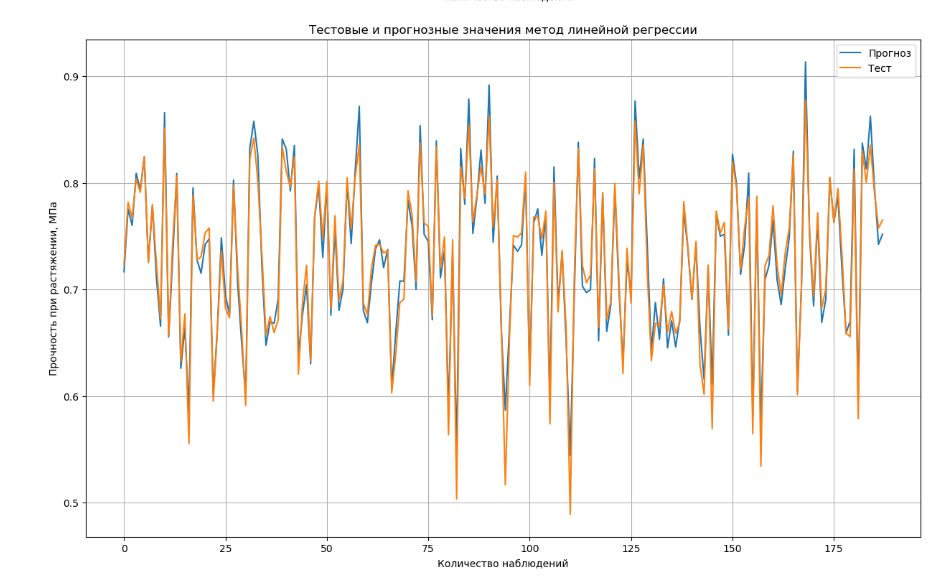 Тестовые и прогнозные значения метод линейной регрессии
Прогноз
Тест
Прочность при растяжении, МПа
0.9
0.8
0.7
0.6
0.5
0 25 50 75 100 125 150 175
Количество наблюдений